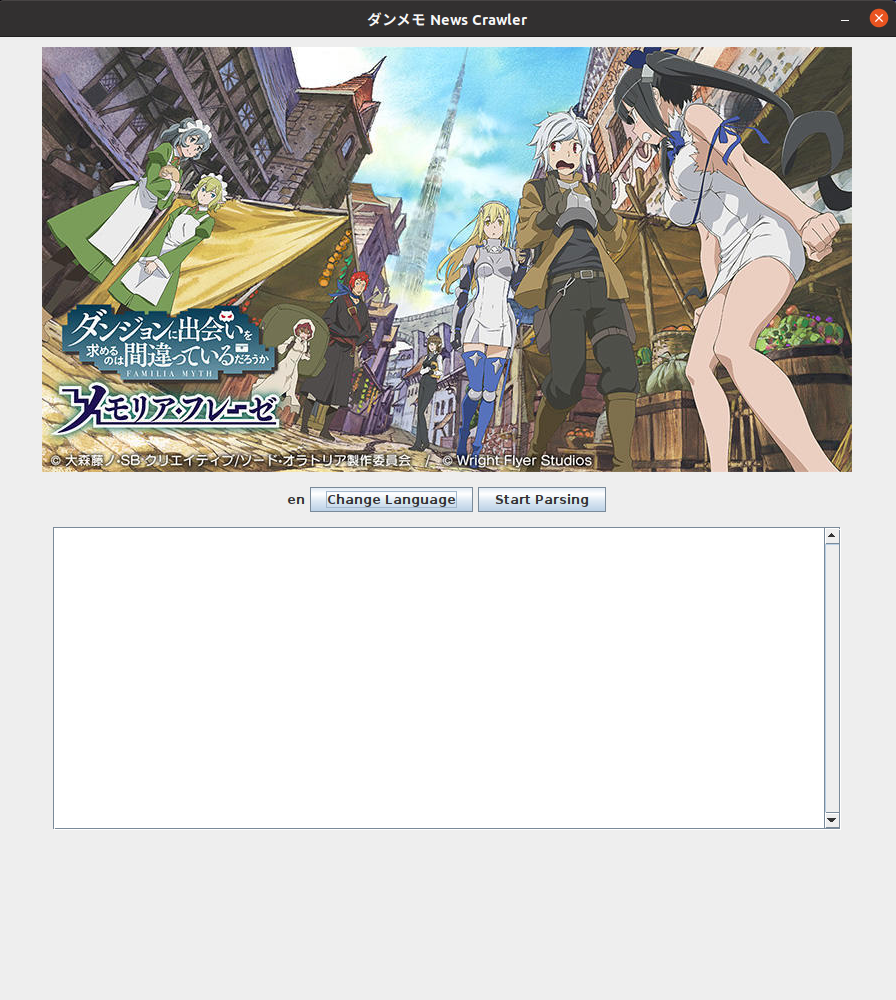 ダンメモ News Crawler
ダンジョンに出会いを
求めるのは間違っているだろうか
FAMILIA MYTH
メモリア・フレーゼ
© 大森藤ノ・SB クリエイティブ/ソード・オラトリア製作委員会 / © Wright Flyer Studios
en Change Language Start Parsing